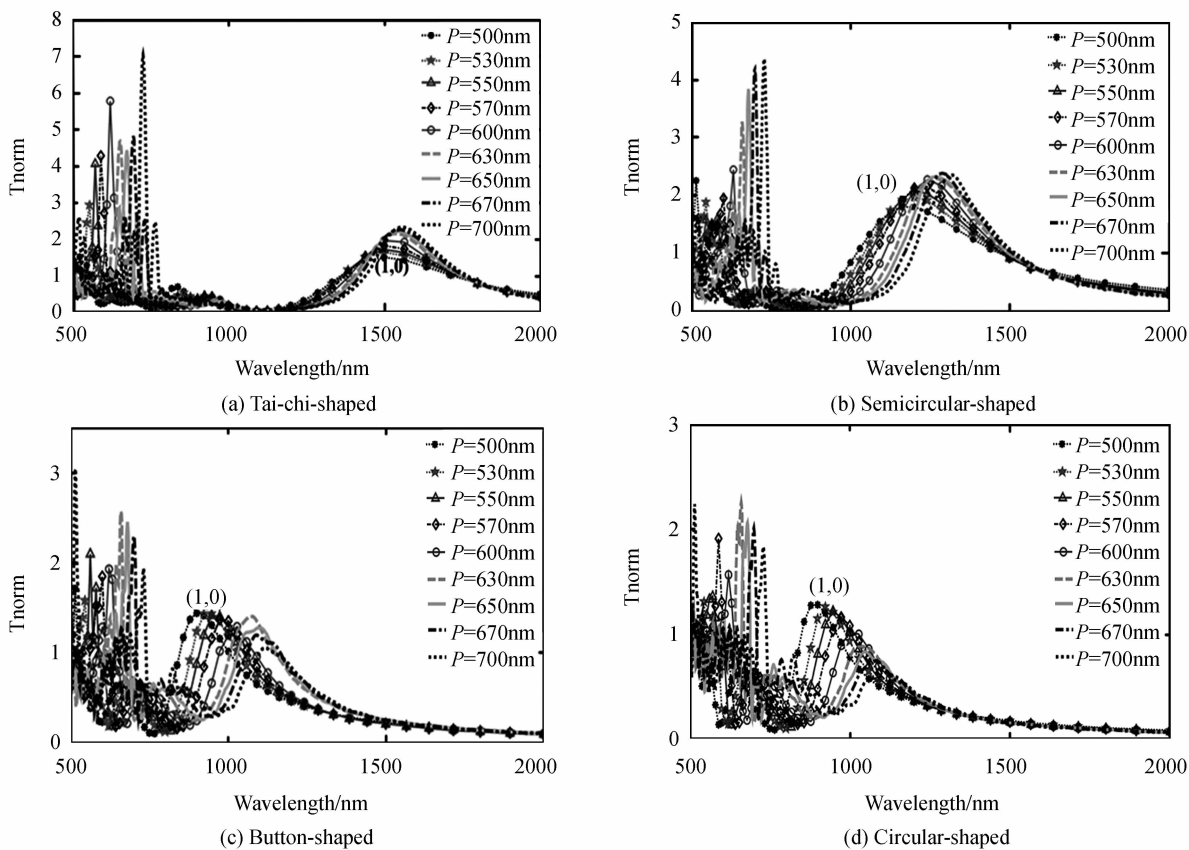 8
7
6
5
4
3
2
1
0
Tnorm
P=500nm
P=530nm
P=550nm
P=570nm
P=600nm
P=630nm
P=650nm
P=670nm
P=700nm
(1,0)
500 1000 1500 2000
Wavelength/nm
(a) Tai-chi-shaped
5
4
3
2
1
0
Tnorm
P=500nm
P=530nm
P=550nm
P=570nm
P=600nm
P=630nm
P=650nm
P=670nm
P=700nm
(1,0)
500 1000 1500 2000
Wavelength/nm
(b) Semicircular-shaped
3
2
1
0
Tnorm
P=500nm
P=530nm
P=550nm
P=570nm
P=600nm
P=630nm
P=650nm
P=670nm
P=700nm
(1,0)
500 1000 1500 2000
Wavelength/nm
(c) Button-shaped
3
2
1
0
Tnorm
P=500nm
P=530nm
P=550nm
P=570nm
P=600nm
P=630nm
P=650nm
P=670nm
P=700nm
(1,0)
500 1000 1500 2000
Wavelength/nm
(d) Circular-shaped